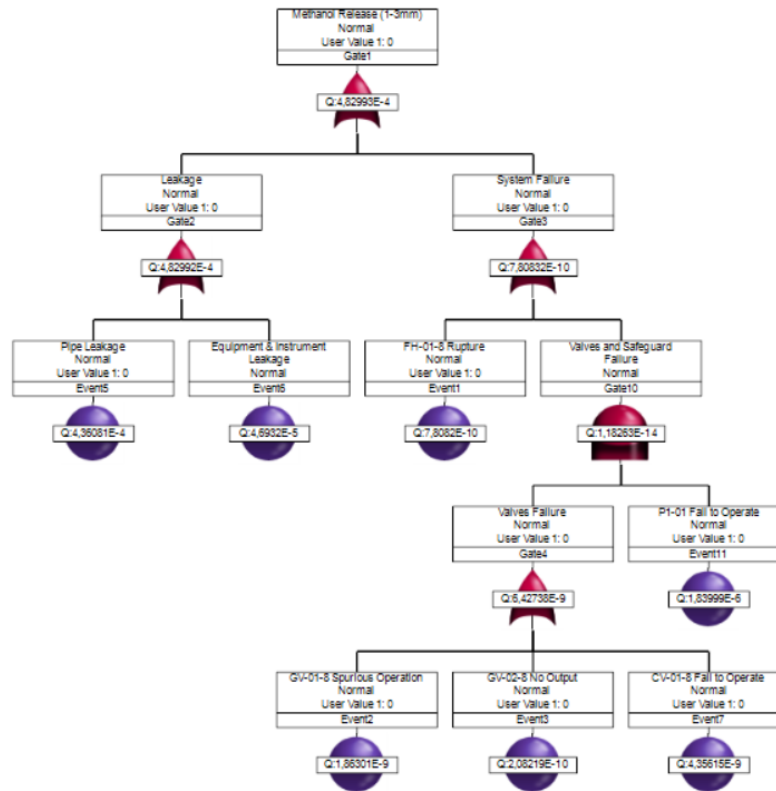 Methanol Release (1-3mm)
Normal
User Value 1: 0
Gate1
Q:4,82993E-4
Leakage
Normal
User Value 1: 0
Gate2
Q:4,82992E-4
System Failure
Normal
User Value 1: 0
Gate3
Q:7,80832E-10
Pipe Leakage
Normal
User Value 1: 0
Event5
Q:4,36081E-4
Equipment & Instrument
Leakage
Normal
Event6
Q:4,6932E-5
FH-01-8 Rupture
Normal
User Value 1: 0
Event1
Q:7,8082E-10
Valves and Safeguard
Failure
Normal
Gate10
Q:1,18263E-14
Valves Failure
Normal
User Value 1: 0
Gate4
Q:6,42738E-9
P1-01 Fail to Operate
Normal
User Value 1: 0
Event11
Q:1,83999E-6
GV-01-8 Spurious Operation
Normal
User Value 1: 0
Event2
Q:1,86301E-9
GV-02-8 No Output
Normal
User Value 1: 0
Event3
Q:2,08219E-10
CV-01-8 Fail to Operate
Normal
User Value 1: 0
Event7
Q:4,35615E-9